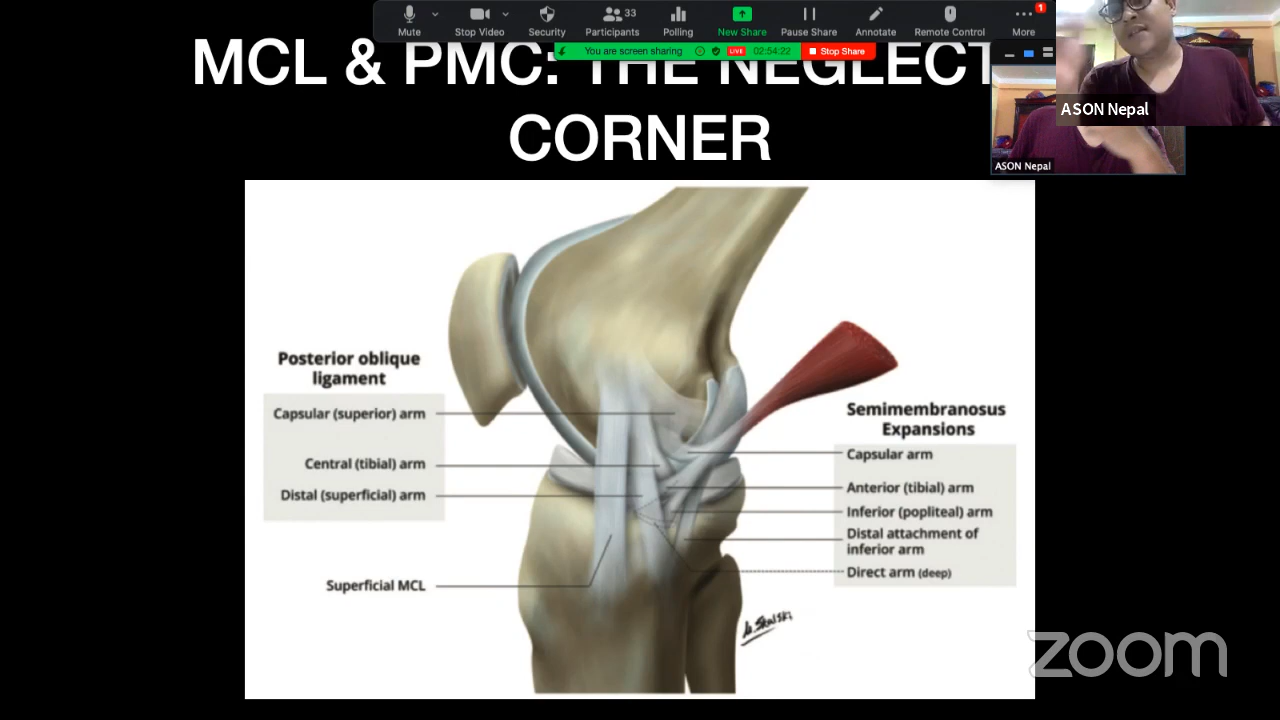 Mute
Stop Video
Security
33
Participants
Polling
New Share
Pause Share
Annotate
Remote Control
1
More
You are screen sharing
LIVE
02:54:22
Stop Share
MCL & PMC: THE NEGLECT
CORNER
ASON Nepal
ASON Nepal
Posterior oblique
ligament
Capsular (superior) arm
Central (tibial) arm
Distal (superficial) arm
Superficial MCL
Semimembranosus
Expansions
Capsular arm
Anterior (tibial) arm
Inferior (popliteal) arm
Distal attachment of
inferior arm
Direct arm (deep)
zoom